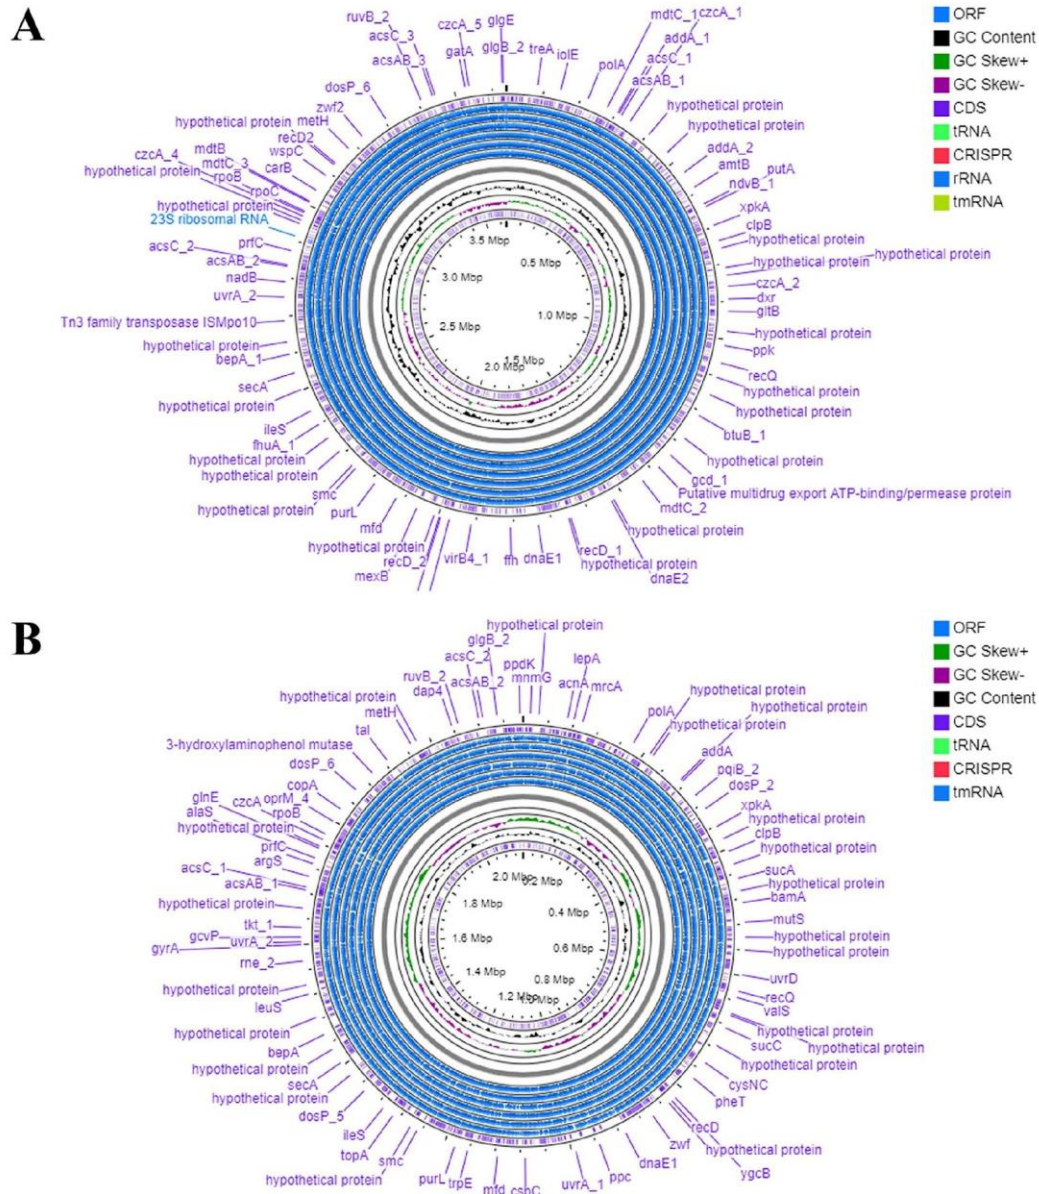 A
ruvB_2
acsC_3
acsAB_3
czcA_5
gatA
glgE
glgB_2
treA
iolE
polA
mdtC_1
czcA_1
addA_1
acsC_1
acsAB_1
hypothetical protein
hypothetical protein
addA_2
amtB
putA
ndvB_1
xpkA
clpB
hypothetical protein
hypothetical protein
hypothetical protein
czcA_2
dxr
gltB
hypothetical protein
ppk
recQ
hypothetical protein
hypothetical protein
btuB_1
hypothetical protein
gcd_1
Putative multidrug export ATP-binding/permease protein
mdtC_2
hypothetical protein
recD_1
hypothetical protein
dnaE2
dnaE1
ffh
virB4_1
recD_2
mexB
hypothetical protein
mfd
purL
smc
hypothetical protein
hypothetical protein
hypothetical protein
fhuA_1
ileS
hypothetical protein
secA
bepA_1
hypothetical protein
Tn3 family transposase ISMpo10
uvrA_2
nadB
acsAB_2
acsC_2
prfC
23S ribosomal RNA
hypothetical protein
rpoC
rpoB
hypothetical protein
mdtC_3
czcA_4
mdtB
carB
wspC
recD2
hypothetical protein
metH
zwf2
dosP_6
3.5 Mbp
0.5 Mbp
3.0 Mbp
1.0 Mbp
2.5 Mbp
1.5 Mbp
2.0 Mbp
ORF
GC Content
GC Skew+
GC Skew-
CDS
tRNA
CRISPR
rRNA
tmRNA
B
hypothetical protein
glgB_2
acsC_2
ppdK
lepA
ruvB_2
acsAB_2
mnmG
acnA
mrcA
dap4
hypothetical protein
metH
tal
3-hydroxylaminophenol mutase
dosP_6
copA
glnE
czcA
oprM_4
alaS
rpoB
hypothetical protein
prfC
argS
acsC_1
acsAB_1
hypothetical protein
tkt_1
gcvP
uvrA_2
gyrA
rne_2
hypothetical protein
leuS
hypothetical protein
bepA
hypothetical protein
secA
hypothetical protein
dosP_5
ileS
topA
smc
hypothetical protein
purL
trpE
mfd
cspC
uvrA_1
ppc
dnaE1
zwf
ygcB
hypothetical protein
recD
pheT
cysNC
hypothetical protein
sucC
hypothetical protein
hypothetical protein
valS
recQ
uvrD
hypothetical protein
hypothetical protein
mutS
bamA
hypothetical protein
sucA
hypothetical protein
clpB
hypothetical protein
xpkA
dosP_2
pqiB_2
addA
hypothetical protein
hypothetical protein
hypothetical protein
polA
2.0 Mbp
0.2 Mbp
1.8 Mbp
0.4 Mbp
1.6 Mbp
0.6 Mbp
1.4 Mbp
0.8 Mbp
1.2 Mbp
1.0 Mbp
ORF
GC Skew+
GC Skew-
GC Content
CDS
tRNA
CRISPR
tmRNA